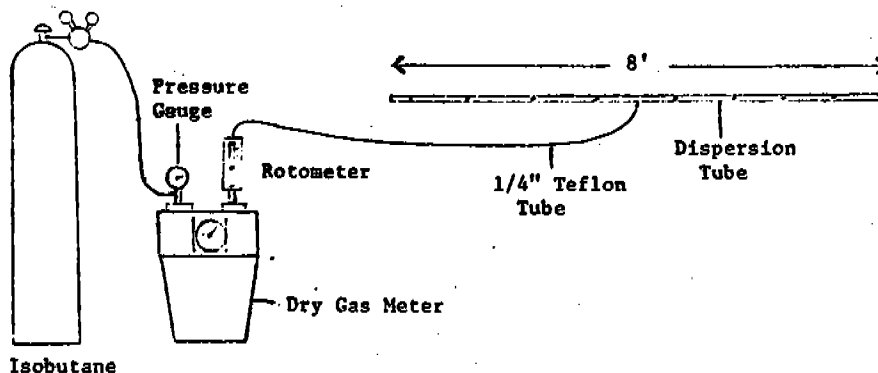 8'
Pressure
Gauge
Rotometer
1/4" Teflon
Tube
Dispersion
Tube
Dry Gas Meter
Isobutane